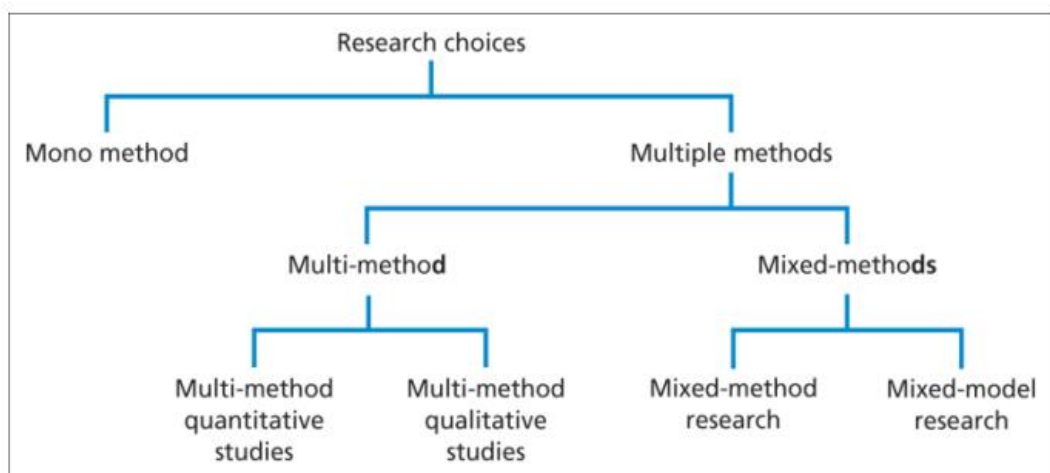 Research choices
Mono method
Multiple methods
Multi-method
Mixed-methods
Multi-method
quantitative
studies
Multi-method
qualitative
studies
Mixed-method
research
Mixed-model
research